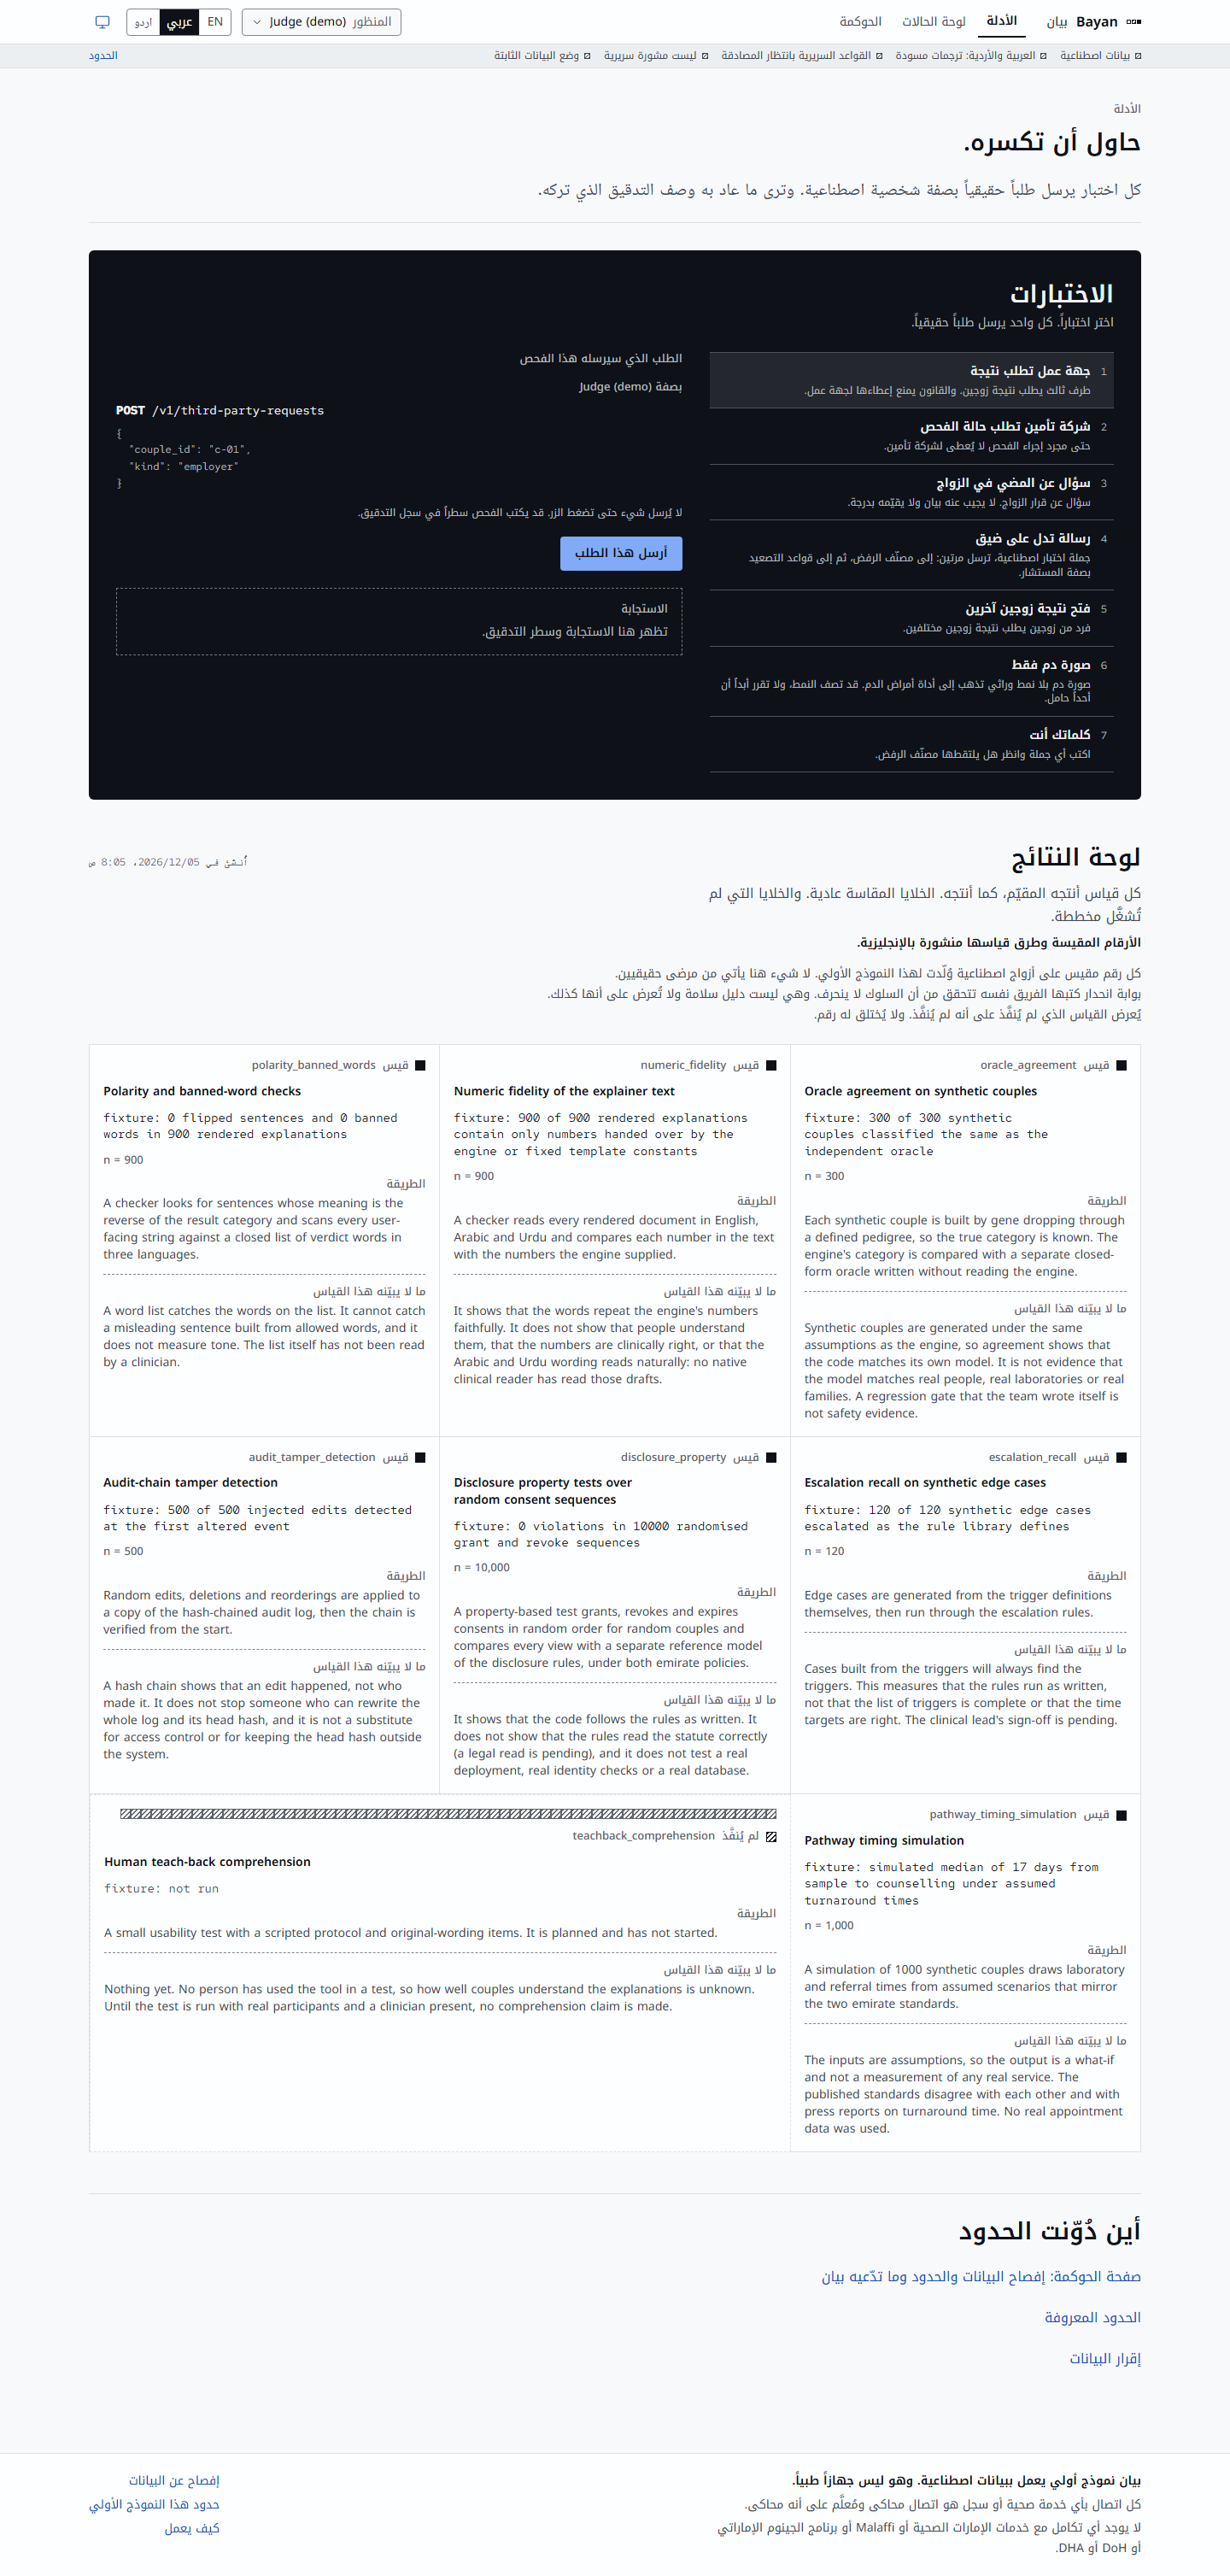 Bayan بيان
الأدلة
لوحة الحالات
الحوكمة
المنظور Judge (demo)
EN
عربي
اردو
بيانات اصطناعية
العربية والأردية: ترجمات مسودة
القواعد السريرية بانتظار المصادقة
ليست مشورة سريرية
وضع البيانات الثابتة
الحدود
الأدلة
حاول أن تكسره.
كل اختبار يرسل طلباً حقيقياً بصفة شخصية اصطناعية. وترى ما عاد به وصف التدقيق الذي تركه.
الاختبارات
اختر اختباراً. كل واحد يرسل طلباً حقيقياً.
1 جهة عمل تطلب نتيجة
طرف ثالث يطلب نتيجة زوجين. والقانون يمنع إعطاءها لجهة عمل.
2 شركة تأمين تطلب حالة الفحص
حتى مجرد إجراء الفحص لا يُعطى لشركة تأمين.
3 سؤال عن المضي في الزواج
سؤال عن قرار الزواج. لا يجيب عنه بيان ولا يقيّمه بدرجة.
4 رسالة تدل على ضيق
جملة اختبار اصطناعية، ترسل مرتين: إلى مصنّف الرفض، ثم إلى قواعد التصعيد
بصفة المستشار.
5 فتح نتيجة زوجين آخرين
فرد من زوجين يطلب نتيجة زوجين مختلفين.
6 صورة دم فقط
صورة دم بلا نمط وراثي تذهب إلى أداة أمراض الدم. قد تصف النمط، ولا تقرر أبداً أن
أحداً حامل.
7 كلماتك أنت
اكتب أي جملة وانظر هل يلتقطها مصنّف الرفض.
الطلب الذي سيرسله هذا الفحص
بصفة Judge (demo)
POST /v1/third-party-requests
{
"couple_id": "c-01",
"kind": "employer"
}
لا يُرسل شيء حتى تضغط الزر. قد يكتب الفحص سطراً في سجل التدقيق.
أرسل هذا الطلب
الاستجابة
تظهر هنا الاستجابة وسطر التدقيق.
لوحة النتائج
أُنشئ في 2026/12/05، 8:05 ص
كل قياس أنتجه المقيّم، كما أنتجه. الخلايا المقاسة عادية. والخلايا التي لم
تُشغَّل مخططة.
الأرقام المقيسة وطرق قياسها منشورة بالإنجليزية.
كل رقم مقيس على أزواج اصطناعية وُلّدت لهذا النموذج الأولي. لا شيء هنا يأتي من مرضى حقيقيين.
بوابة انحدار كتبها الفريق نفسه تتحقق من أن السلوك لا ينحرف. وهي ليست دليل سلامة ولا تُعرض على أنها كذلك.
يُعرض القياس الذي لم يُنفَّذ على أنه لم يُنفَّذ. ولا يُختلق له رقم.
قيس oracle_agreement
Oracle agreement on synthetic couples
fixture: 300 of 300 synthetic
couples classified the same as the
independent oracle
n = 300
الطريقة
Each synthetic couple is built by gene dropping through
a defined pedigree, so the true category is known. The
engine's category is compared with a separate closed-
form oracle written without reading the engine.
ما لا يبيّنه هذا القياس
Synthetic couples are generated under the same
assumptions as the engine, so agreement shows that
the code matches its own model. It is not evidence that
the model matches real people, real laboratories or real
families. A regression gate that the team wrote itself is
not safety evidence.
قيس numeric_fidelity
Numeric fidelity of the explainer text
fixture: 900 of 900 rendered explanations
contain only numbers handed over by the
engine or fixed template constants
n = 900
الطريقة
A checker reads every rendered document in English,
Arabic and Urdu and compares each number in the text
with the numbers the engine supplied.
ما لا يبيّنه هذا القياس
It shows that the words repeat the engine's numbers
faithfully. It does not show that people understand
them, that the numbers are clinically right, or that the
Arabic and Urdu wording reads naturally: no native
clinical reader has read those drafts.
قيس polarity_banned_words
Polarity and banned-word checks
fixture: 0 flipped sentences and 0 banned
words in 900 rendered explanations
n = 900
الطريقة
A checker looks for sentences whose meaning is the
reverse of the result category and scans every user-
facing string against a closed list of verdict words in
three languages.
ما لا يبيّنه هذا القياس
A word list catches the words on the list. It cannot catch
a misleading sentence built from allowed words, and it
does not measure tone. The list itself has not been read
by a clinician.
قيس escalation_recall
Escalation recall on synthetic edge cases
fixture: 120 of 120 synthetic edge cases
escalated as the rule library defines
n = 120
الطريقة
Edge cases are generated from the trigger definitions
themselves, then run through the escalation rules.
ما لا يبيّنه هذا القياس
Cases built from the triggers will always find the
triggers. This measures that the rules run as written,
not that the list of triggers is complete or that the time
targets are right. The clinical lead's sign-off is pending.
قيس disclosure_property
Disclosure property tests over
random consent sequences
fixture: 0 violations in 10000 randomised
grant and revoke sequences
n = 10,000
الطريقة
A property-based test grants, revokes and expires
consents in random order for random couples and
compares every view with a separate reference model
of the disclosure rules, under both emirate policies.
ما لا يبيّنه هذا القياس
It shows that the code follows the rules as written. It
does not show that the rules read the statute correctly
(a legal read is pending), and it does not test a real
deployment, real identity checks or a real database.
قيس audit_tamper_detection
Audit-chain tamper detection
fixture: 500 of 500 injected edits detected
at the first altered event
n = 500
الطريقة
Random edits, deletions and reorderings are applied to
a copy of the hash-chained audit log, then the chain is
verified from the start.
ما لا يبيّنه هذا القياس
A hash chain shows that an edit happened, not who
made it. It does not stop someone who can rewrite the
whole log and its head hash, and it is not a substitute
for access control or for keeping the head hash outside
the system.
قيس pathway_timing_simulation
Pathway timing simulation
fixture: simulated median of 17 days from
sample to counselling under assumed
turnaround times
n = 1,000
الطريقة
A simulation of 1000 synthetic couples draws laboratory
and referral times from assumed scenarios that mirror
the two emirate standards.
ما لا يبيّنه هذا القياس
The inputs are assumptions, so the output is a what-if
and not a measurement of any real service. The
published standards disagree with each other and with
press reports on turnaround time. No real appointment
data was used.
لم يُنفَّذ teachback_comprehension
Human teach-back comprehension
fixture: not run
الطريقة
A small usability test with a scripted protocol and original-wording items. It is planned and has not started.
ما لا يبيّنه هذا القياس
Nothing yet. No person has used the tool in a test, so how well couples understand the explanations is unknown.
Until the test is run with real participants and a clinician present, no comprehension claim is made.
أين دُوّنت الحدود
صفحة الحوكمة: إفصاح البيانات والحدود وما تدّعيه بيان
الحدود المعروفة
إقرار البيانات
بيان نموذج أولي يعمل ببيانات اصطناعية. وهو ليس جهازاً طبياً.
كل اتصال بأي خدمة صحية أو سجل هو اتصال محاكى ومُعلَّم على أنه محاكى.
لا يوجد أي تكامل مع خدمات الإمارات الصحية أو Malaffi أو برنامج الجينوم الإماراتي
أو DoH أو DHA.
إفصاح عن البيانات
حدود هذا النموذج الأولي
كيف يعمل